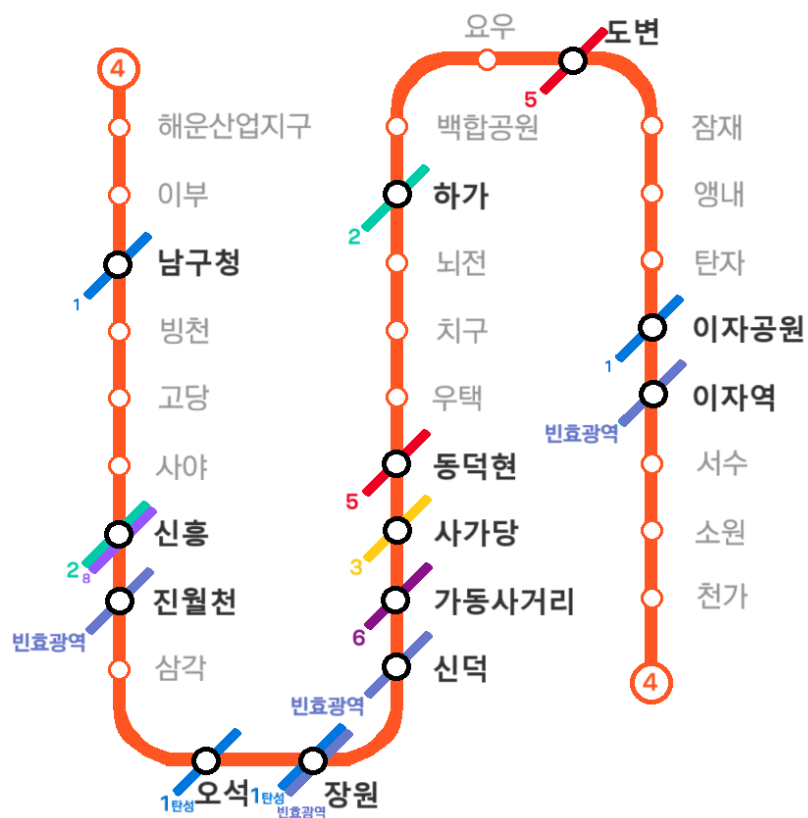 4
해운산업지구
이부
남구청
1
빙천
고당
사야
신흥
2
8
진월천
빈효광역
삼각
1탄성
오석
1탄성
빈효광역
장원
신덕
빈효광역
가동사거리
6
사가당
3
동덕현
5
우택
치구
뇌전
하가
2
백합공원
요우
도변
5
잠재
앵내
탄자
이자공원
1
이자역
빈효광역
서수
소원
천가
4